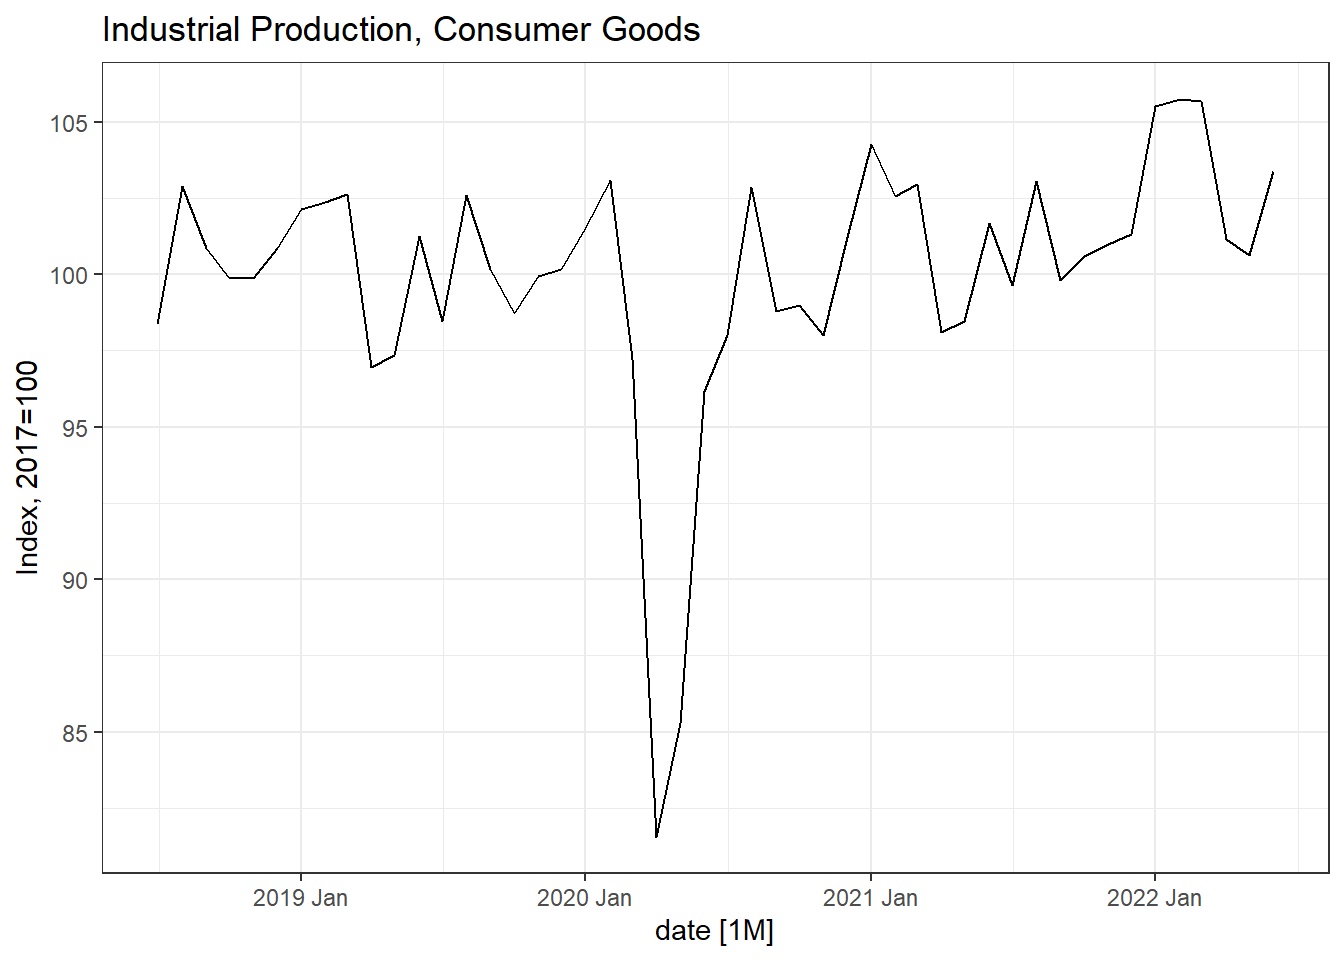 Industrial Production, Consumer Goods
Index, 2017=100
105
100
95
90
85
2019 Jan
2020 Jan
2021 Jan
2022 Jan
date [1M]